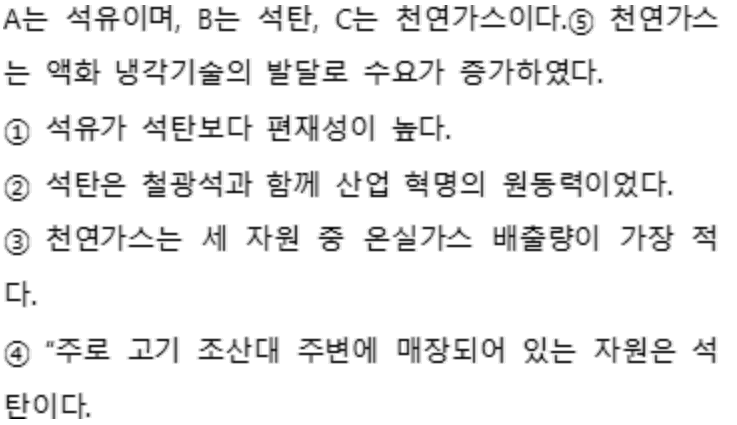 A는 석유이며, B는 석탄, C는 천연가스이다.⑤ 천연가스
는 액화 냉각기술의 발달로 수요가 증가하였다.
① 석유가 석탄보다 편재성이 높다.
② 석탄은 철광석과 함께 산업 혁명의 원동력이었다.
③ 천연가스는 세 자원 중 온실가스 배출량이 가장 적
다.
④ “주로 고기 조산대 주변에 매장되어 있는 자원은 석
탄이다.